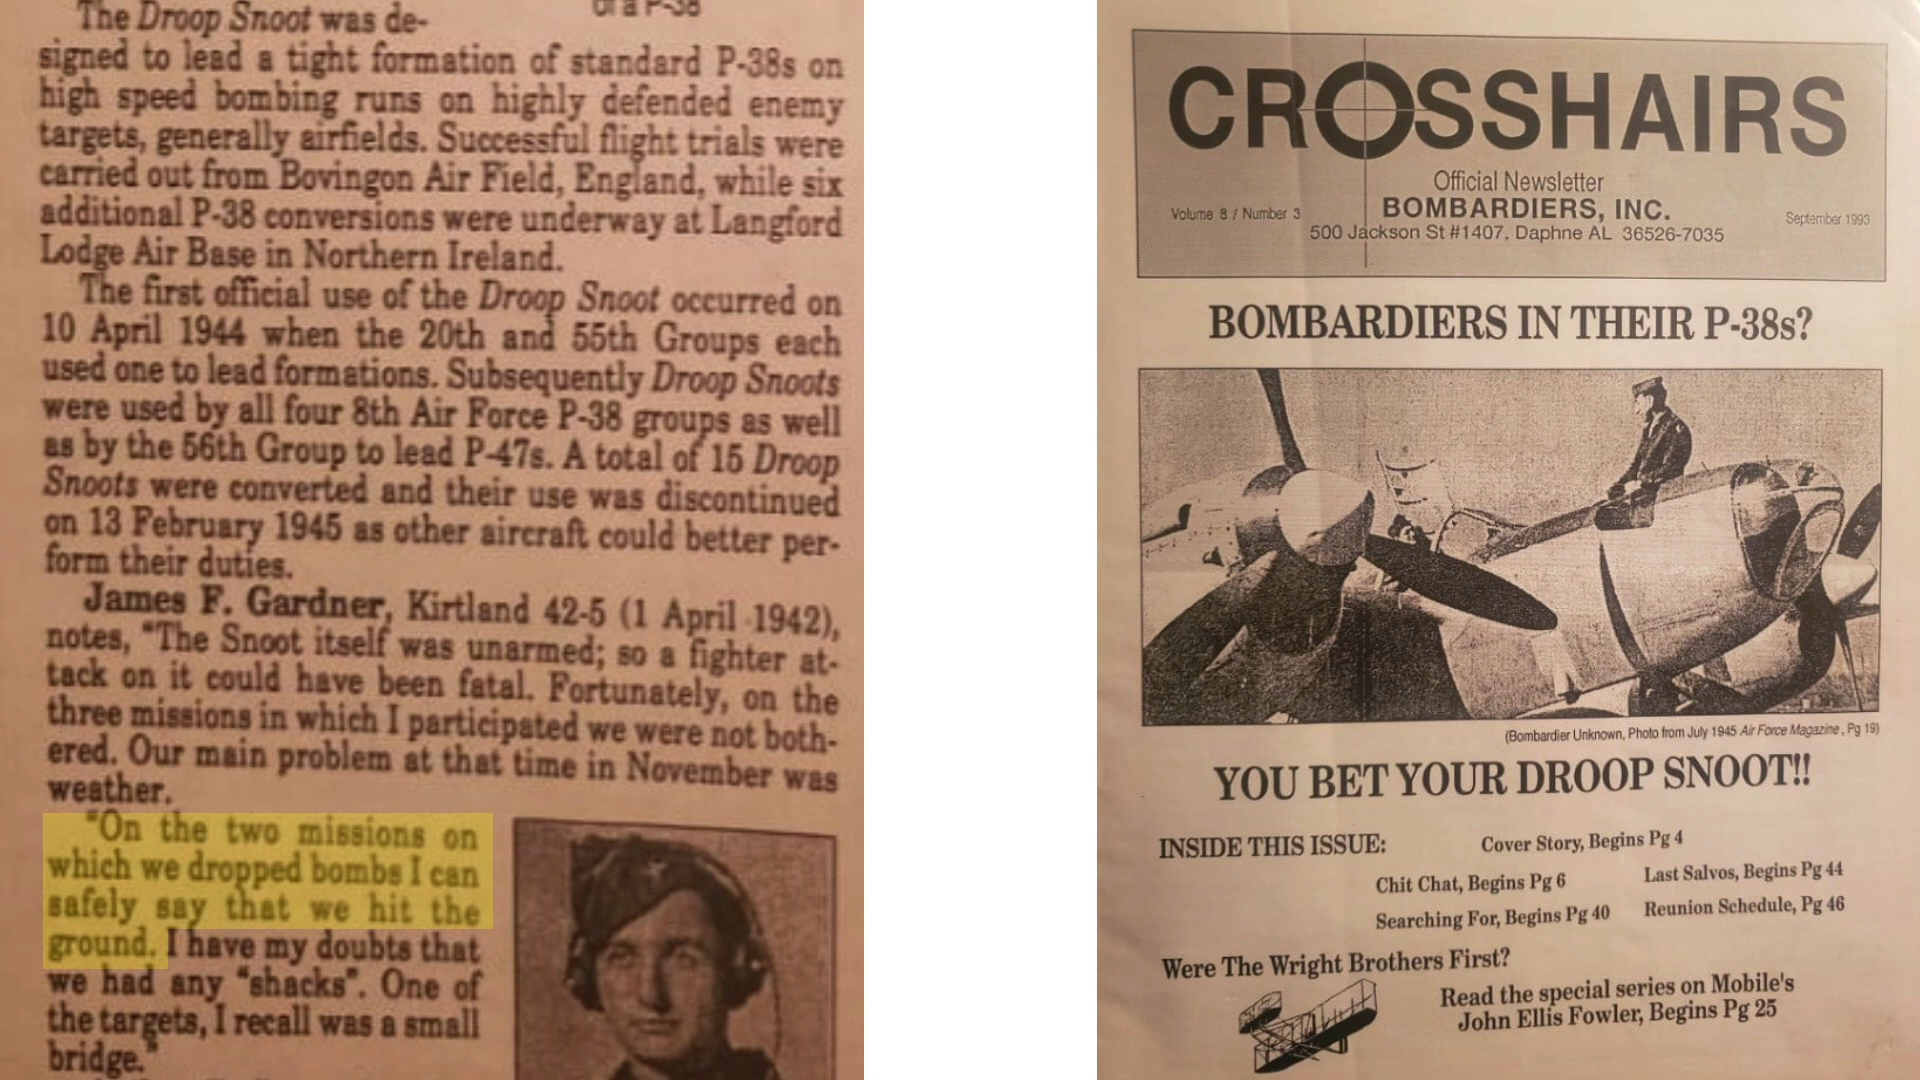 of a P-38
The Droop Snoot was de-
signed to lead a tight formation of standard P-38s on
high speed bombing runs on highly defended enemy
targets, generally airfields. Successful flight trials were
carried out from Bovingon Air Field, England, while six
additional P-38 conversions were underway at Langford
Lodge Air Base in Northern Ireland.
The first official use of the Droop Snoot occurred on
10 April 1944 when the 20th and 55th Groups each
used one to lead formations. Subsequently Droop Snoots
were used by all four 8th Air Force P-38 groups as well
as by the 56th Group to lead P-47s. A total of 15 Droop
Snoots were converted and their use was discontinued
on 13 February 1945 as other aircraft could better per-
form their duties.
James F. Gardner, Kirtland 42-5 (1 April 1942),
notes, "The Snoot itself was unarmed; so a fighter at-
tack on it could have been fatal. Fortunately, on the
three missions in which I participated we were not both-
ered. Our main problem at that time in November was
weather.
"On the two missions on
which we dropped bombs I can
safely say that we hit the
ground. I have my doubts that
we had any "shacks". One of
the targets, I recall was a small
bridge."
CROSSHAIRS
Official Newsletter
Volume 8 / Number 3
BOMBARDIERS, INC.
September 1993
500 Jackson St #1407, Daphne AL 36526-7035
BOMBARDIERS IN THEIR P-38s?
(Bombardier Unknown, Photo from July 1945 Air Force Magazine, Pg 19)
YOU BET YOUR DROOP SNOOT!!
INSIDE THIS ISSUE:
Cover Story, Begins Pg 4
Chit Chat, Begins Pg 6
Last Salvos, Begins Pg 44
Searching For, Begins Pg 40
Reunion Schedule, Pg 46
Were The Wright Brothers First?
Read the special series on Mobile's
John Ellis Fowler, Begins Pg 25